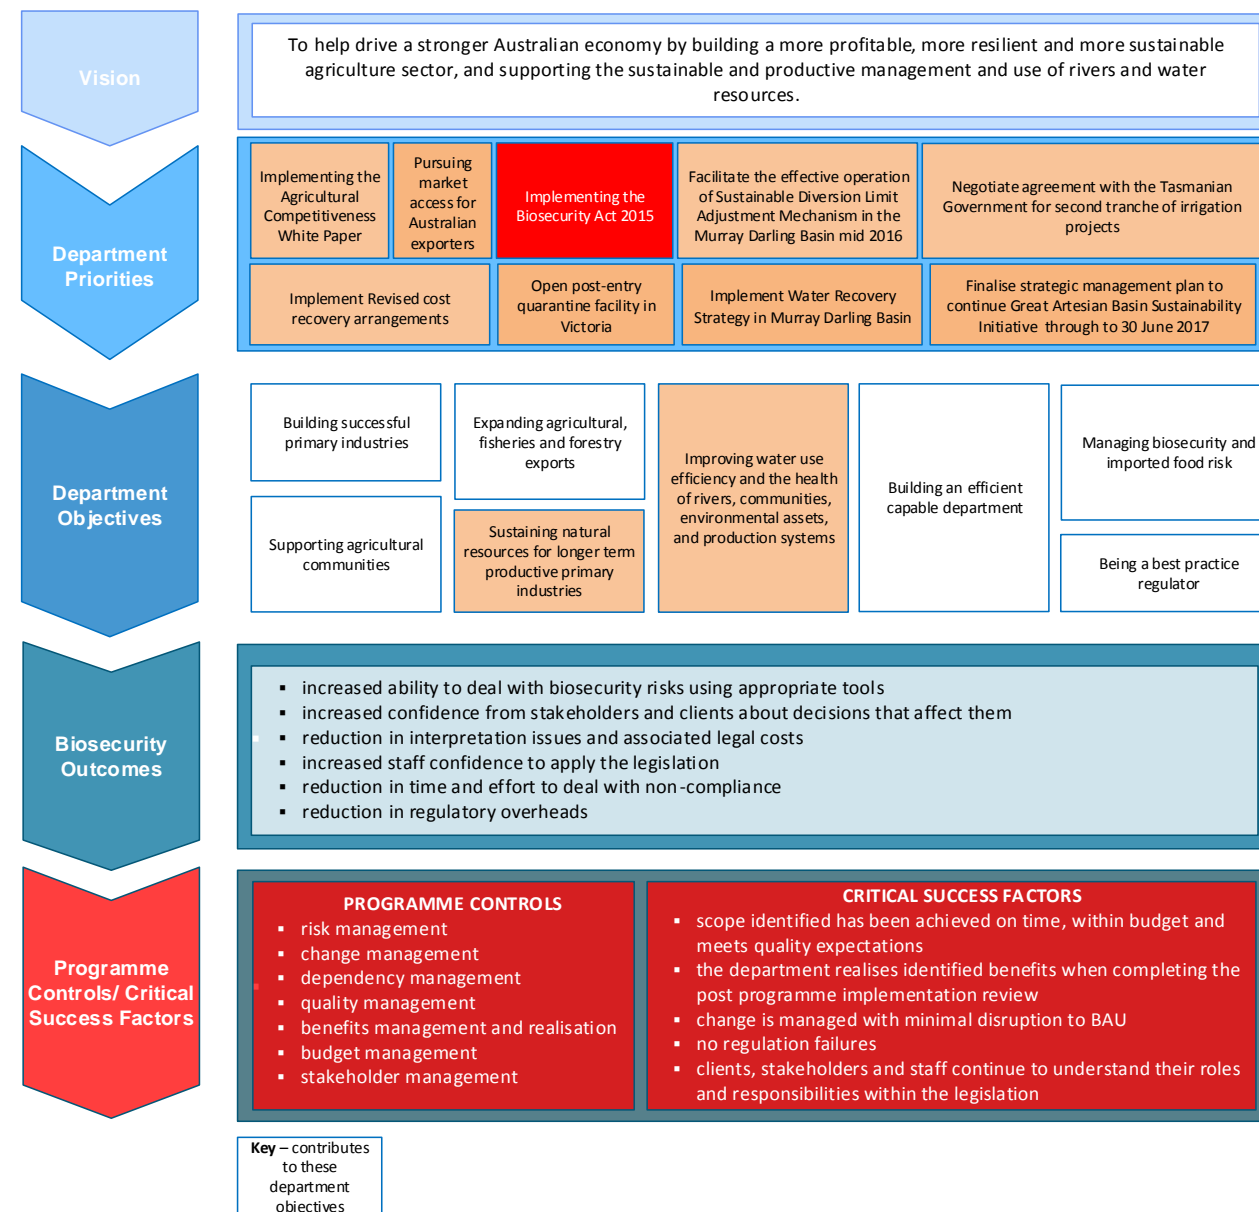 Vision
To help drive a stronger Australian economy by building a more profitable, more resilient and more sustainable
agriculture sector, and supporting the sustainable and productive management and use of rivers and water
resources.
Department
Priorities
Implementing the
Agricultural
Competitiveness
White Paper
Pursuing
market
access for
Australian
exporters
Implementing the
Biosecurity Act 2015
Facilitate the effective operation
of Sustainable Diversion Limit
Adjustment Mechanism in the
Murray Darling Basin mid 2016
Negotiate agreement with the Tasmanian
Government for second tranche of irrigation
projects
Implement Revised cost
recovery arrangements
Open post-entry
quarantine facility in
Victoria
Implement Water Recovery
Strategy in Murray Darling Basin
Finalise strategic management plan to
continue Great Artesian Basin Sustainability
Initiative through to 30 June 2017
Department
Objectives
Building successful
primary industries
Expanding agricultural,
fisheries and forestry
exports
Improving water use
efficiency and the health
of rivers, communities,
environmental assets,
and production systems
Building an efficient
capable department
Managing biosecurity and
imported food risk
Supporting agricultural
communities
Sustaining natural
resources for longer term
productive primary
industries
Being a best practice
regulator
Biosecurity
Outcomes
▪ increased ability to deal with biosecurity risks using appropriate tools
▪ increased confidence from stakeholders and clients about decisions that affect them
▪ reduction in interpretation issues and associated legal costs
▪ increased staff confidence to apply the legislation
▪ reduction in time and effort to deal with non-compliance
▪ reduction in regulatory overheads
Programme
Controls/ Critical
Success Factors
PROGRAMME CONTROLS
▪ risk management
▪ change management
▪ dependency management
▪ quality management
▪ benefits management and realisation
▪ budget management
▪ stakeholder management
CRITICAL SUCCESS FACTORS
▪ scope identified has been achieved on time, within budget and
meets quality expectations
▪ the department realises identified benefits when completing the
post programme implementation review
▪ change is managed with minimal disruption to BAU
▪ no regulation failures
▪ clients, stakeholders and staff continue to understand their roles
and responsibilities within the legislation
Key – contributes
to these
department
objectives